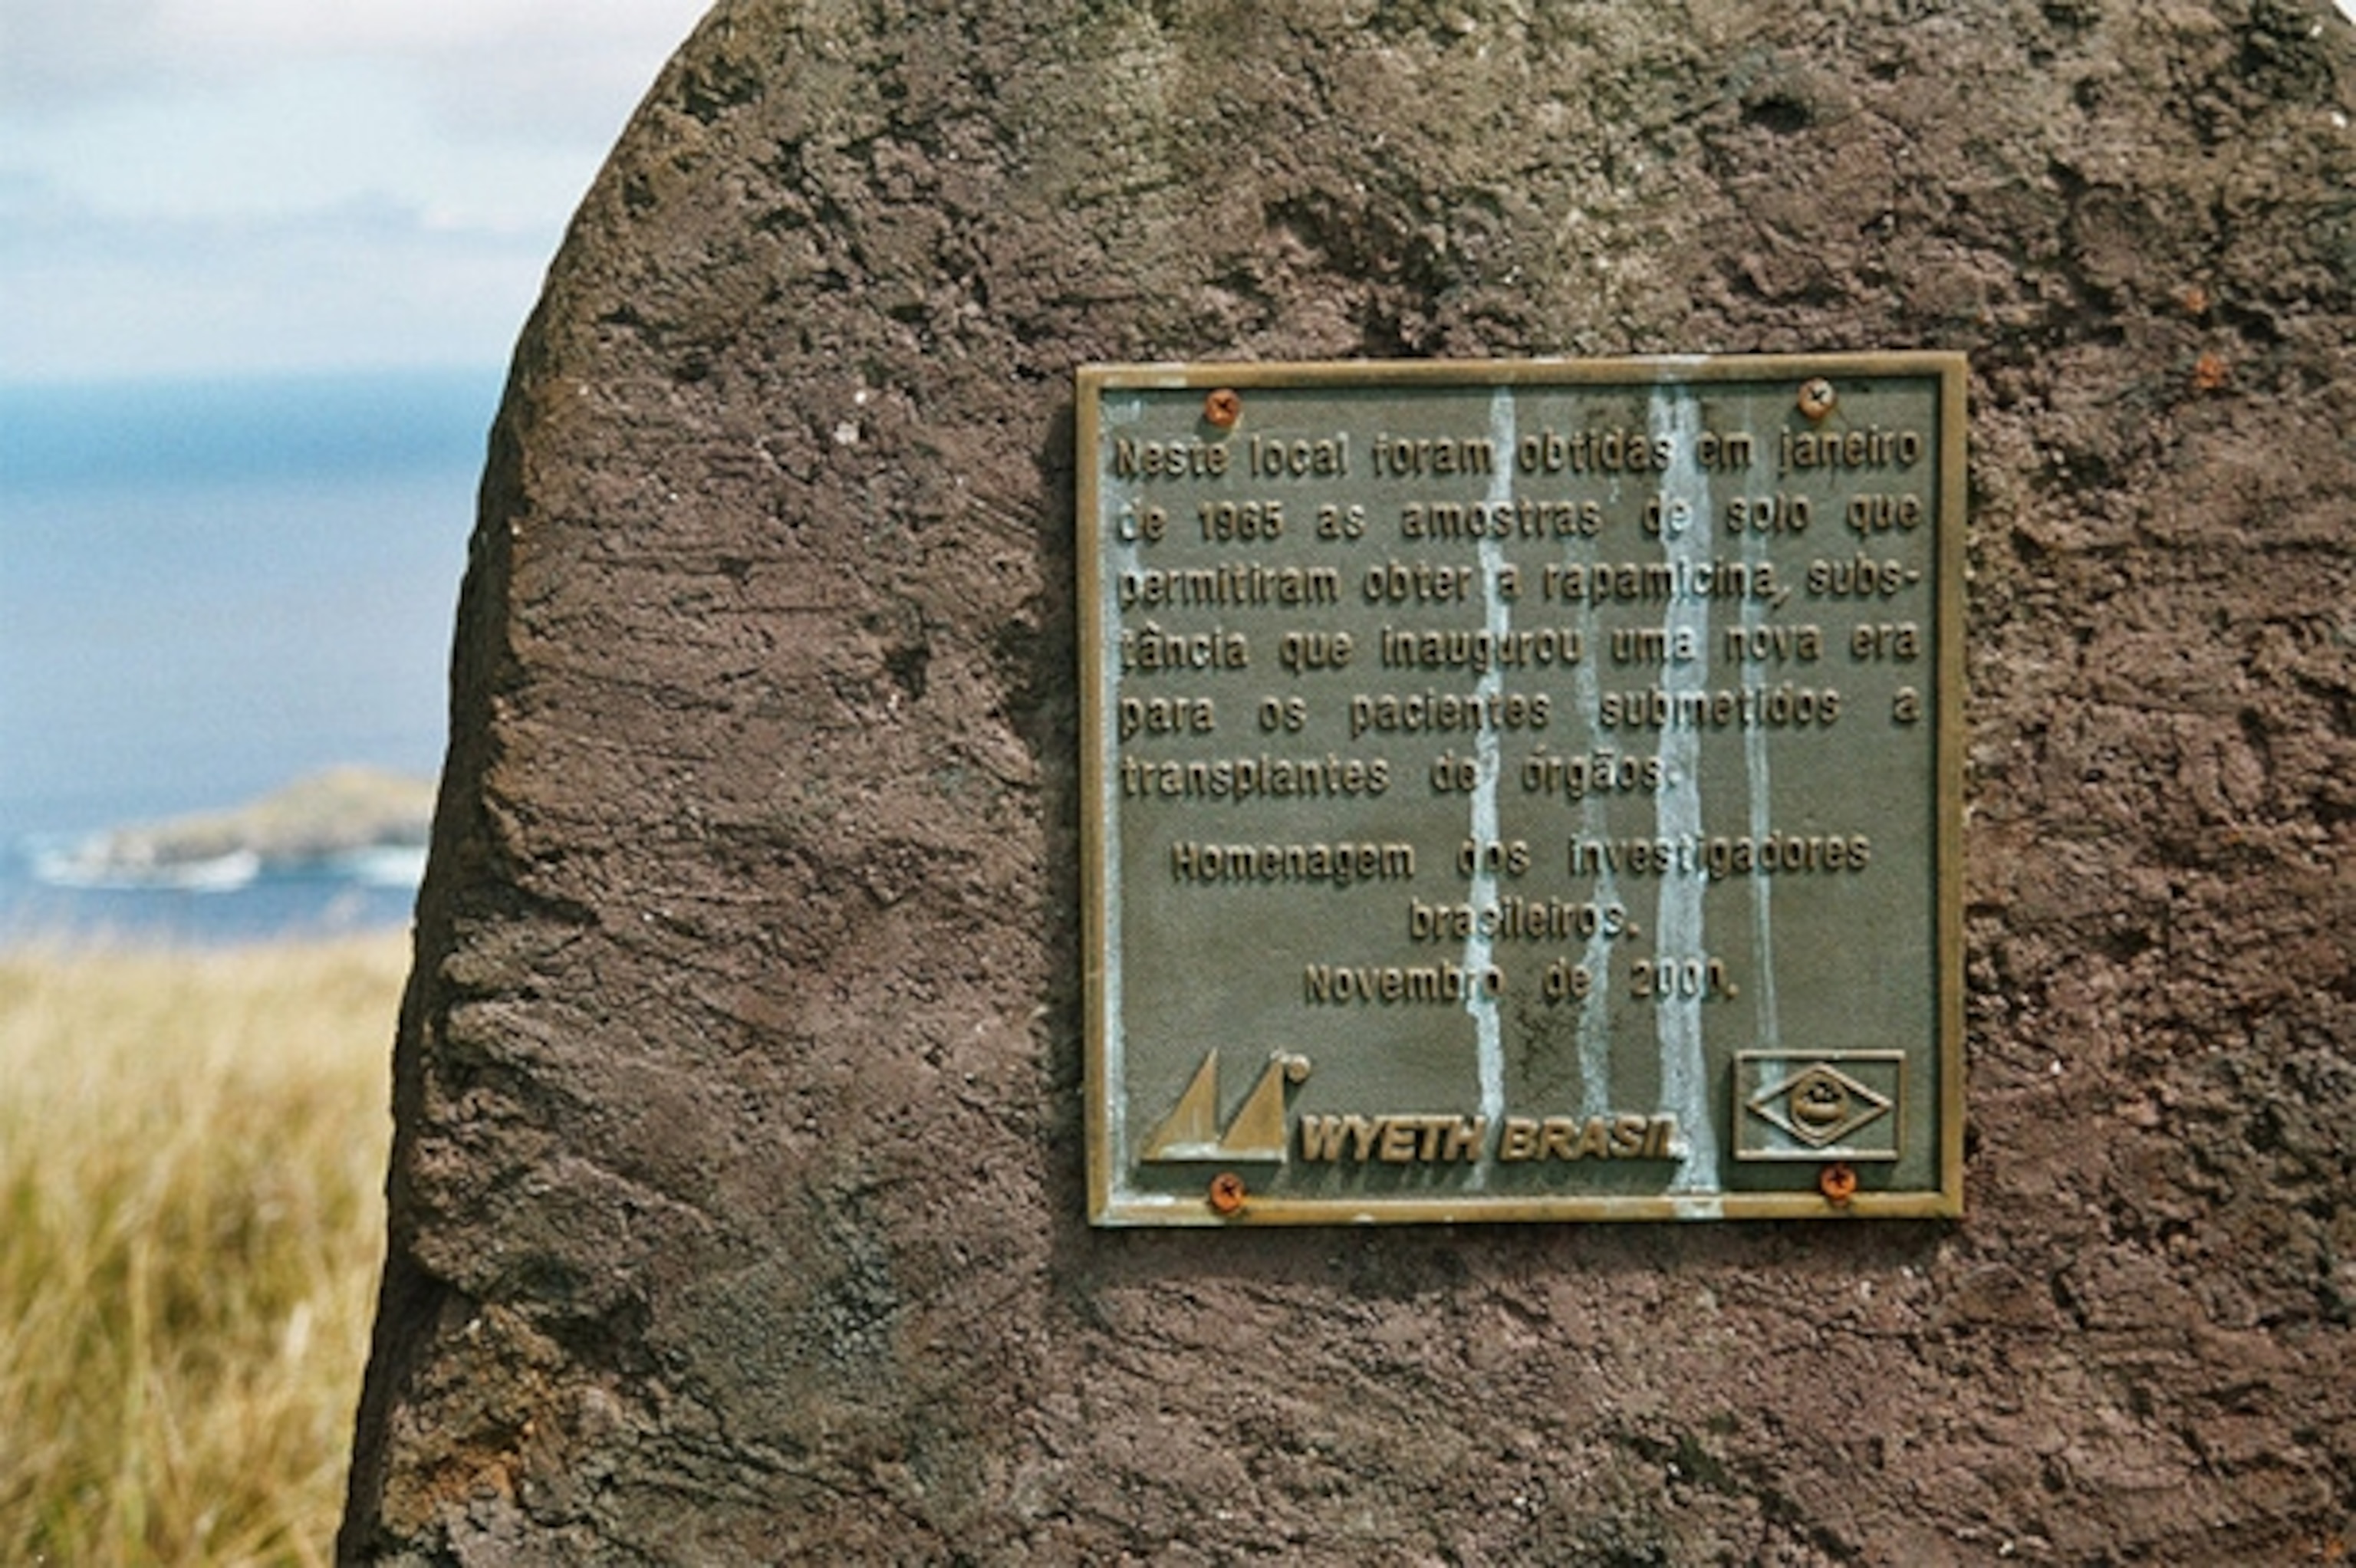 Neste local foram obtidas em janeiro
de 1965 as amostras de solo que
permitiram obter a rapamicina, subs-
tância que inaugurou uma nova era
para os pacientes submetidos a
transplantes de órgãos.
Homenagem dos investigadores
brasileiros.
Novembro de 2000.
WYETH BRASIL